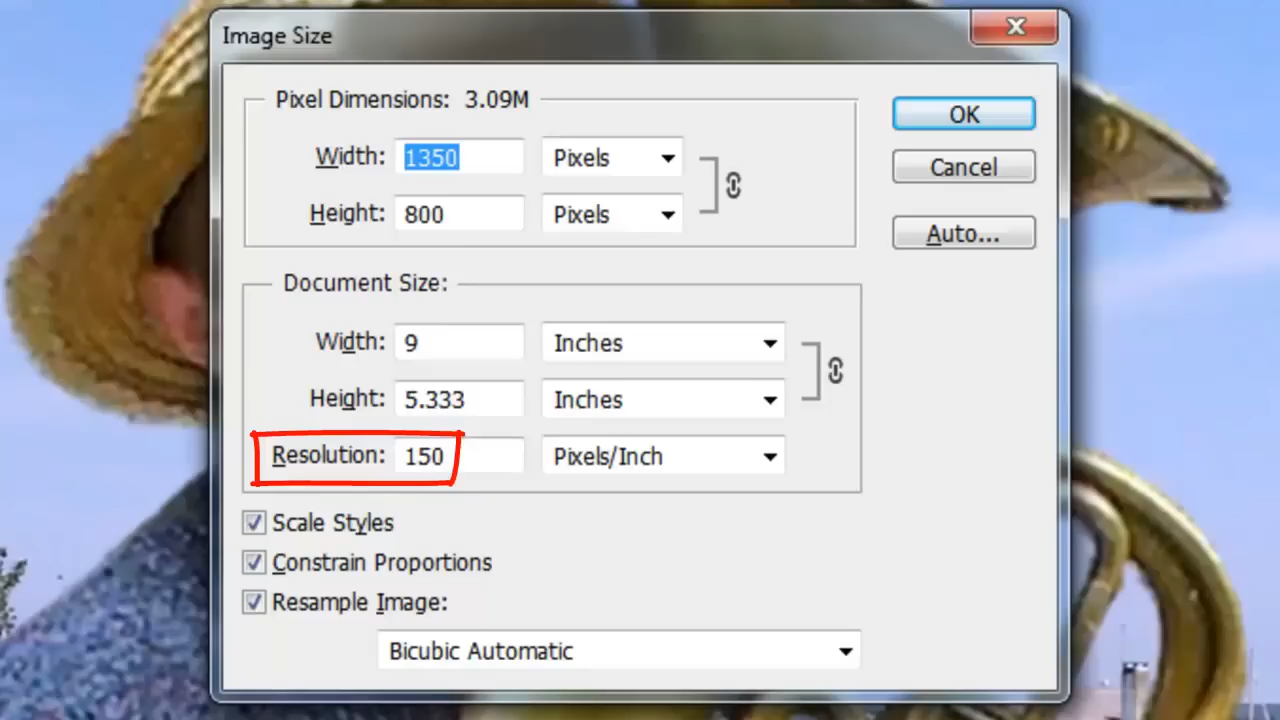 Image Size
Pixel Dimensions: 3.09M
Width: 1350 Pixels
Height: 800 Pixels
OK
Cancel
Auto...
Document Size:
Width: 9 Inches
Height: 5.333 Inches
Resolution: 150 Pixels/Inch
Scale Styles
Constrain Proportions
Resample Image:
Bicubic Automatic